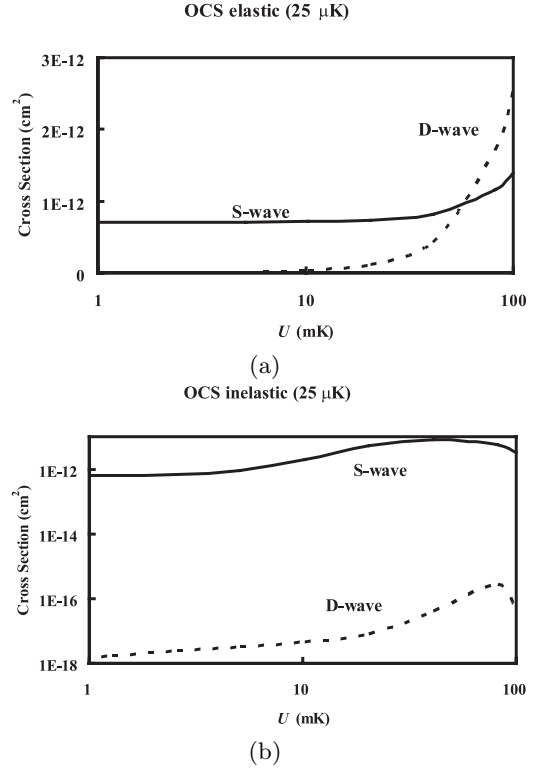 OCS elastic (25 μK)
3E-12
2E-12
1E-12
0
Cross Section (cm²)
D-wave
S-wave
1
10
100
U (mK)
(a)
OCS inelastic (25 μK)
1E-12
1E-14
1E-16
1E-18
Cross Section (cm²)
S-wave
D-wave
1
10
100
U (mK)
(b)